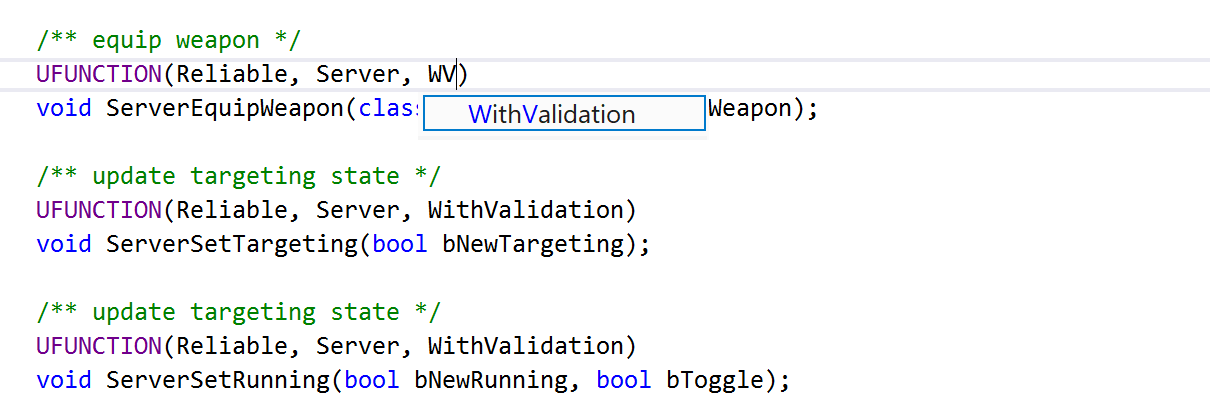 /** equip weapon */
UFUNCTION(Reliable, Server, WV)
void ServerEquipWeapon(clas Weapon);
WithValidation
/** update targeting state */
UFUNCTION(Reliable, Server, WithValidation)
void ServerSetTargeting(bool bNewTargeting);
/** update targeting state */
UFUNCTION(Reliable, Server, WithValidation)
void ServerSetRunning(bool bNewRunning, bool bToggle);